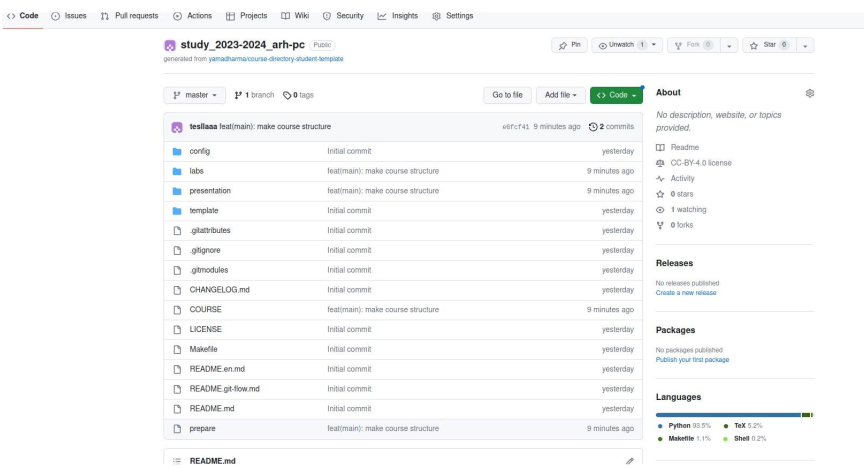 Code Issues Pull requests Actions Projects Wiki Security Insights Settings
study_2023-2024_arh-pc Public
Pin Unwatch 1 Fork 0 Star 0
generated from yamadharma/course-directory-student-template
master 1 branch 0 tags Go to file Add file Code
tesllaaa feat(main): make course structure e6fcf41 9 minutes ago 2 commits
config Initial commit yesterday
labs feat(main): make course structure 9 minutes ago
presentation feat(main): make course structure 9 minutes ago
template Initial commit yesterday
.gitattributes Initial commit yesterday
.gitignore Initial commit yesterday
.gitmodules Initial commit yesterday
CHANGELOG.md Initial commit yesterday
COURSE feat(main): make course structure 9 minutes ago
LICENSE Initial commit yesterday
Makefile Initial commit yesterday
README.en.md Initial commit yesterday
README.git-flow.md Initial commit yesterday
README.md Initial commit yesterday
prepare feat(main): make course structure 9 minutes ago
README.md
About
No description, website, or topics
provided.
Readme
CC-BY-4.0 license
Activity
0 stars
1 watching
0 forks
Releases
No releases published
Create a new release
Packages
No packages published
Publish your first package
Languages
Python 93.5% TeX 5.2%
Makefile 1.1% Shell 0.2%